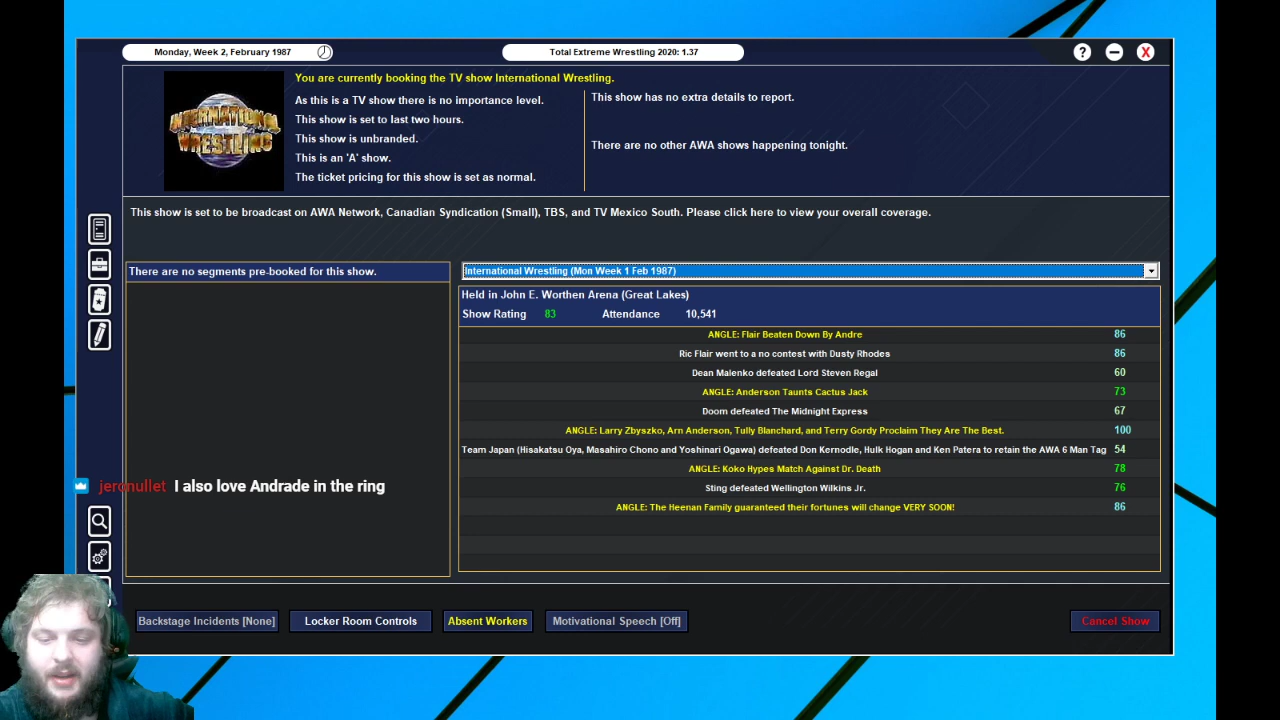 Monday, Week 2, February 1987
Total Extreme Wrestling 2020: 1.37
?
X
INTERNATIONAL
WRESTLING
You are currently booking the TV show International Wrestling.
As this is a TV show there is no importance level.
This show is set to last two hours.
This show is unbranded.
This is an 'A' show.
The ticket pricing for this show is set as normal.
This show has no extra details to report.
There are no other AWA shows happening tonight.
This show is set to be broadcast on AWA Network, Canadian Syndication (Small), TBS, and TV Mexico South. Please click here to view your overall coverage.
There are no segments pre-booked for this show.
International Wrestling (Mon Week 1 Feb 1987)
Held in John E. Worthen Arena (Great Lakes)
Show Rating 83 Attendance 10,541
ANGLE: Flair Beaten Down By Andre 86
Ric Flair went to a no contest with Dusty Rhodes 86
Dean Malenko defeated Lord Steven Regal 60
ANGLE: Anderson Taunts Cactus Jack 73
Doom defeated The Midnight Express 67
ANGLE: Larry Zbyszko, Arn Anderson, Tully Blanchard, and Terry Gordy Proclaim They Are The Best. 100
Team Japan (Hisakatsu Oya, Masahiro Chono and Yoshinari Ogawa) defeated Don Kernodle, Hulk Hogan and Ken Patera to retain the AWA 6 Man Tag 54
ANGLE: Koko Hypes Match Against Dr. Death 78
Sting defeated Wellington Wilkins Jr. 76
ANGLE: The Heenan Family guaranteed their fortunes will change VERY SOON! 86
jeronullet I also love Andrade in the ring
Backstage Incidents [None]
Locker Room Controls
Absent Workers
Motivational Speech [Off]
Cancel Show